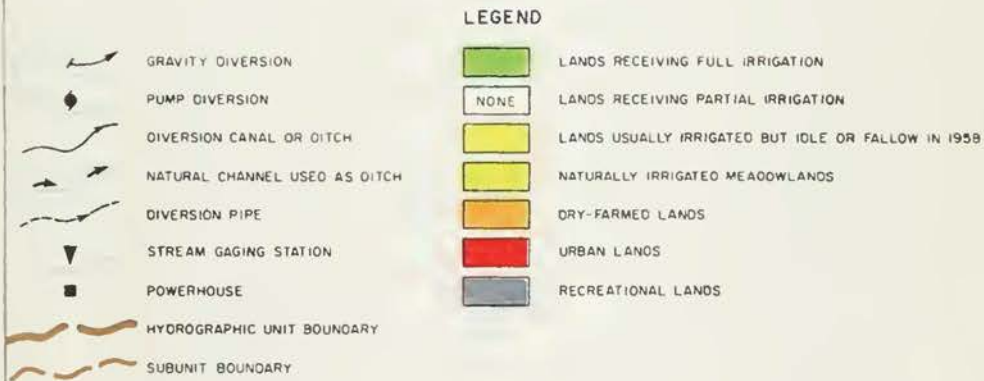 LEGEND
GRAVITY DIVERSION
PUMP DIVERSION
DIVERSION CANAL OR DITCH
NATURAL CHANNEL USED AS DITCH
DIVERSION PIPE
STREAM GAGING STATION
POWERHOUSE
HYDROGRAPHIC UNIT BOUNDARY
SUBUNIT BOUNDARY
LANDS RECEIVING FULL IRRIGATION
NONE LANDS RECEIVING PARTIAL IRRIGATION
LANDS USUALLY IRRIGATED BUT IDLE OR FALLOW IN 1958
NATURALLY IRRIGATED MEADOWLANDS
DRY-FARMED LANDS
URBAN LANDS
RECREATIONAL LANDS